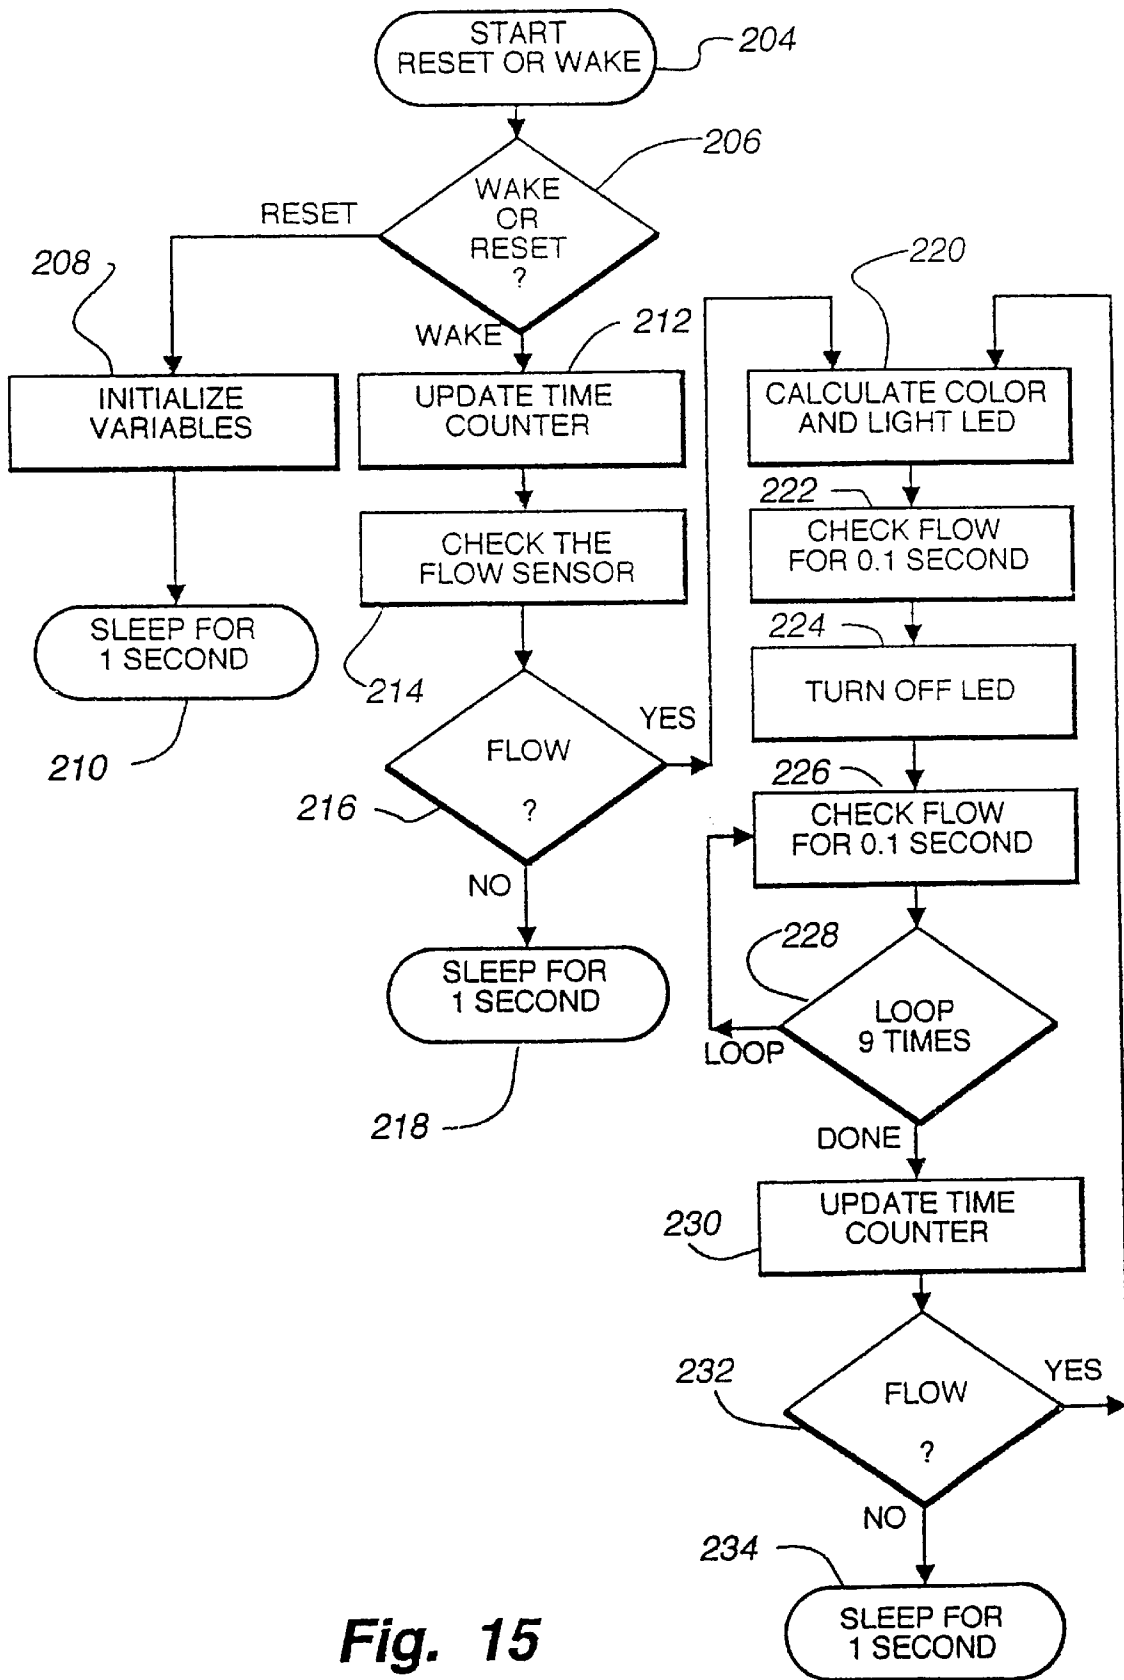 START
RESET OR WAKE
204
206
WAKE
OR
RESET
?
RESET
WAKE
208
INITIALIZE
VARIABLES
SLEEP FOR
1 SECOND
210
212
UPDATE TIME
COUNTER
CHECK THE
FLOW SENSOR
214
FLOW
?
216
YES
NO
SLEEP FOR
1 SECOND
218
220
CALCULATE COLOR
AND LIGHT LED
222
CHECK FLOW
FOR 0.1 SECOND
224
TURN OFF LED
226
CHECK FLOW
FOR 0.1 SECOND
228
LOOP
9 TIMES
LOOP
DONE
UPDATE TIME
COUNTER
230
232
FLOW
?
YES
NO
234
SLEEP FOR
1 SECOND
Fig. 15